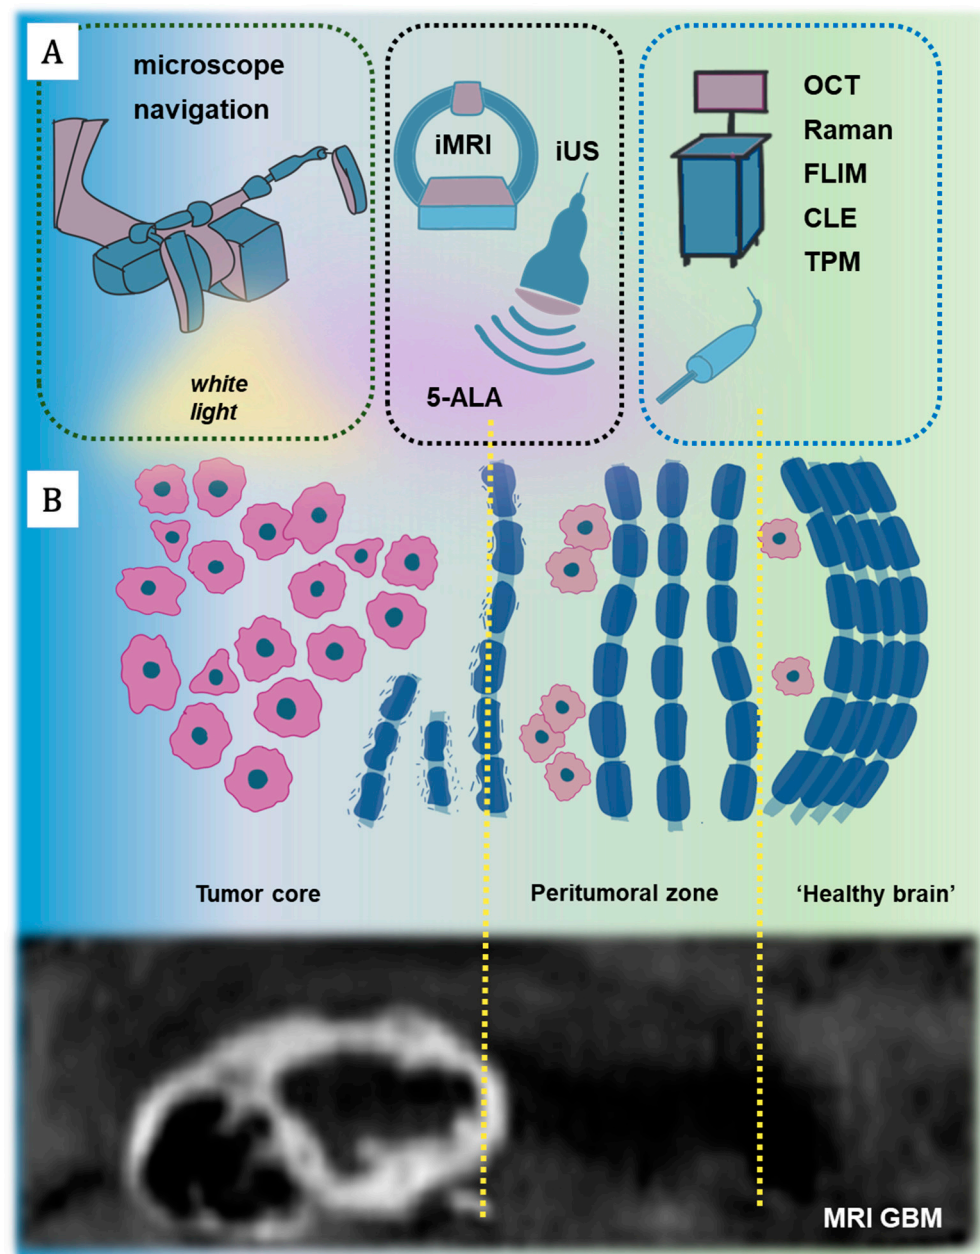 A
microscope
navigation
white
light
iMRI
iUS
5-ALA
OCT
Raman
FLIM
CLE
TPM
B
Tumor core
Peritumoral zone
‘Healthy brain’
MRI GBM